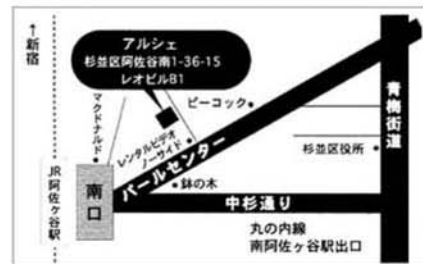 ↑新宿
アルシェ
杉並区阿佐谷南1-36-15
レオビルB1
マクドナルド
ピーコック
レンタルビデオ
ノーサイド
パールセンター
青梅街道
杉並区役所
JR阿佐ヶ谷駅
南口
鉢の木
中杉通り
丸の内線
南阿佐ヶ谷駅出口